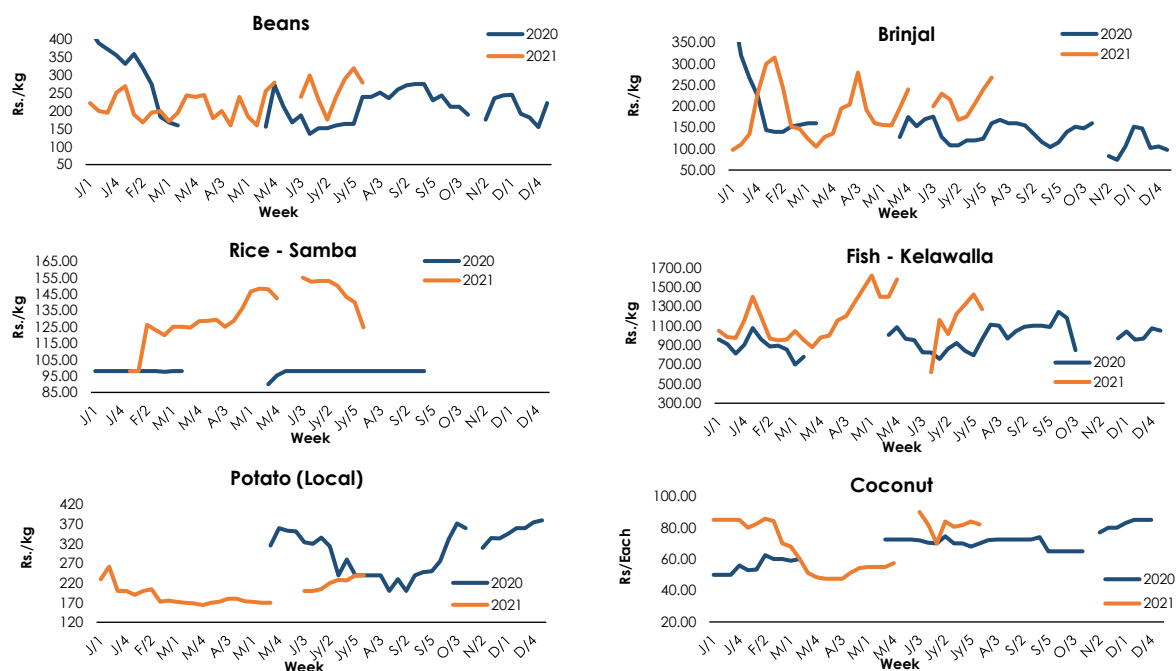 Beans
Rs./kg
400
350
300
250
200
150
100
50
2020
2021
J/1 J/4 F/2 M/1 M/4 A/3 M/1 M/4 J/3 Jy/2 Jy/5 A/3 S/2 S/5 O/3 N/2 D/1 D/4
Week
Brinjal
Rs./kg
350.00
300.00
250.00
200.00
150.00
100.00
50.00
2020
2021
J/1 J/4 F/2 M/1 M/4 A/3 M/1 M/4 J/3 Jy/2 Jy/5 A/3 S/2 S/5 O/3 N/2 D/1 D/4
Week
Rice - Samba
Rs./kg
165.00
155.00
145.00
135.00
125.00
115.00
105.00
95.00
85.00
2020
2021
J/1 J/4 F/2 M/1 M/4 A/3 M/1 M/4 J/3 Jy/2 Jy/5 A/3 S/2 S/5 O/3 N/2 D/1 D/4
Week
Fish - Kelawalla
Rs./kg
1700.00
1500.00
1300.00
1100.00
900.00
700.00
500.00
300.00
2020
2021
J/1 J/4 F/2 M/1 M/4 A/3 M/1 M/4 J/3 Jy/2 Jy/5 A/3 S/2 S/5 O/3 N/2 D/1 D/4
Week
Potato (Local)
Rs./kg
420
370
320
270
220
170
120
2020
2021
J/1 J/4 F/2 M/1 M/4 A/3 M/1 M/4 J/3 Jy/2 Jy/5 A/3 S/2 S/5 O/3 N/2 D/1 D/4
Week
Coconut
Rs/Each
100.00
80.00
60.00
40.00
20.00
2020
2021
J/1 J/4 F/2 M/1 M/4 A/3 M/1 M/4 J/3 Jy/2 Jy/5 A/3 S/2 S/5 O/3 N/2 D/1 D/4
Week